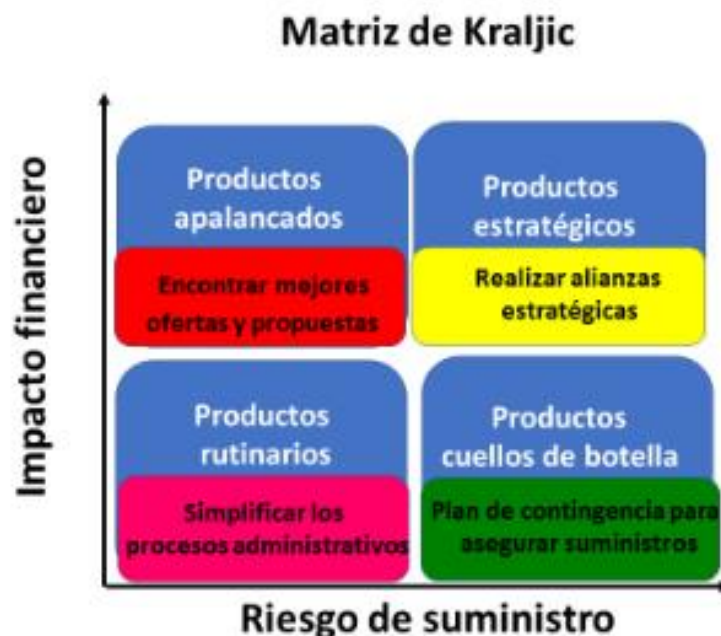 Matriz de Kraljic
Impacto financiero
Productos
apalancados
Encontrar mejores
ofertas y propuestas
Productos
estratégicos
Realizar alianzas
estratégicas
Productos
rutinarios
Simplificar los
procesos administrativos
Productos
cuellos de botella
Plan de contingencia para
asegurar suministros
Riesgo de suministro